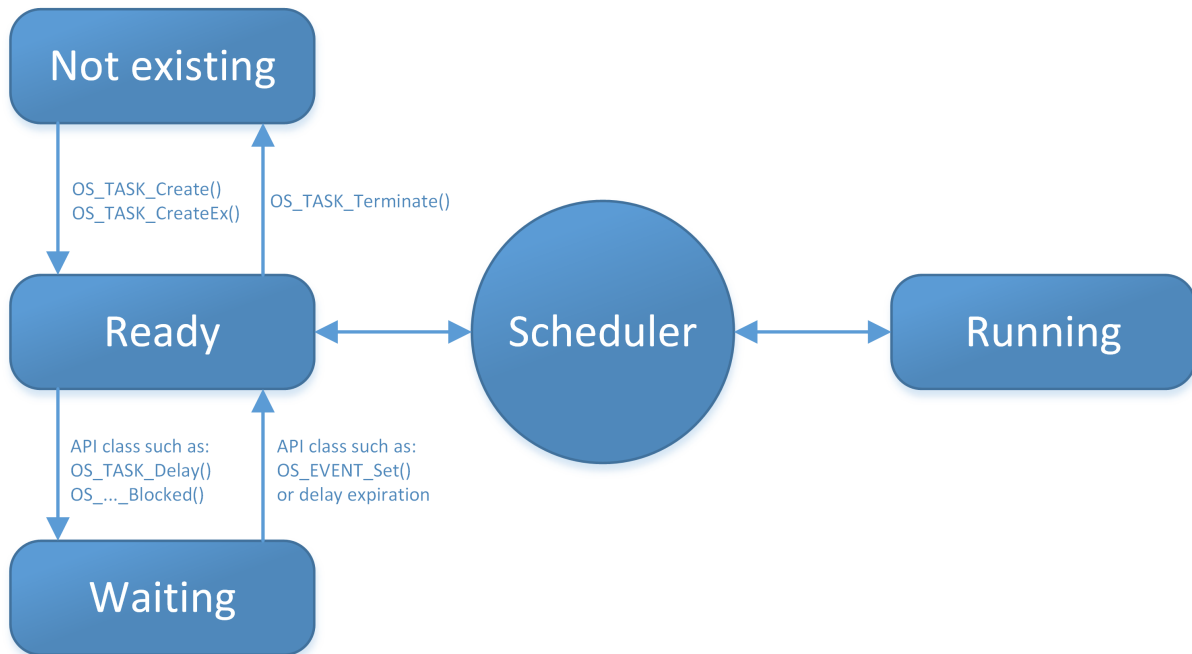 Not existing
OS_TASK_Create()
OS_TASK_CreateEx()
OS_TASK_Terminate()
Ready
Scheduler
Running
API class such as:
OS_TASK_Delay()
OS_..._Blocked()
API class such as:
OS_EVENT_Set()
or delay expiration
Waiting